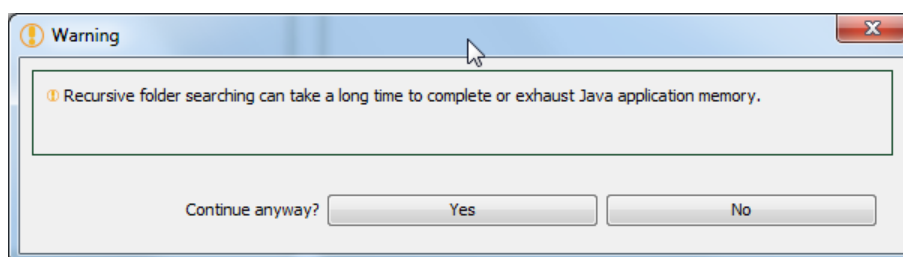 Warning
Recursive folder searching can take a long time to complete or exhaust Java application memory.
Continue anyway? Yes No